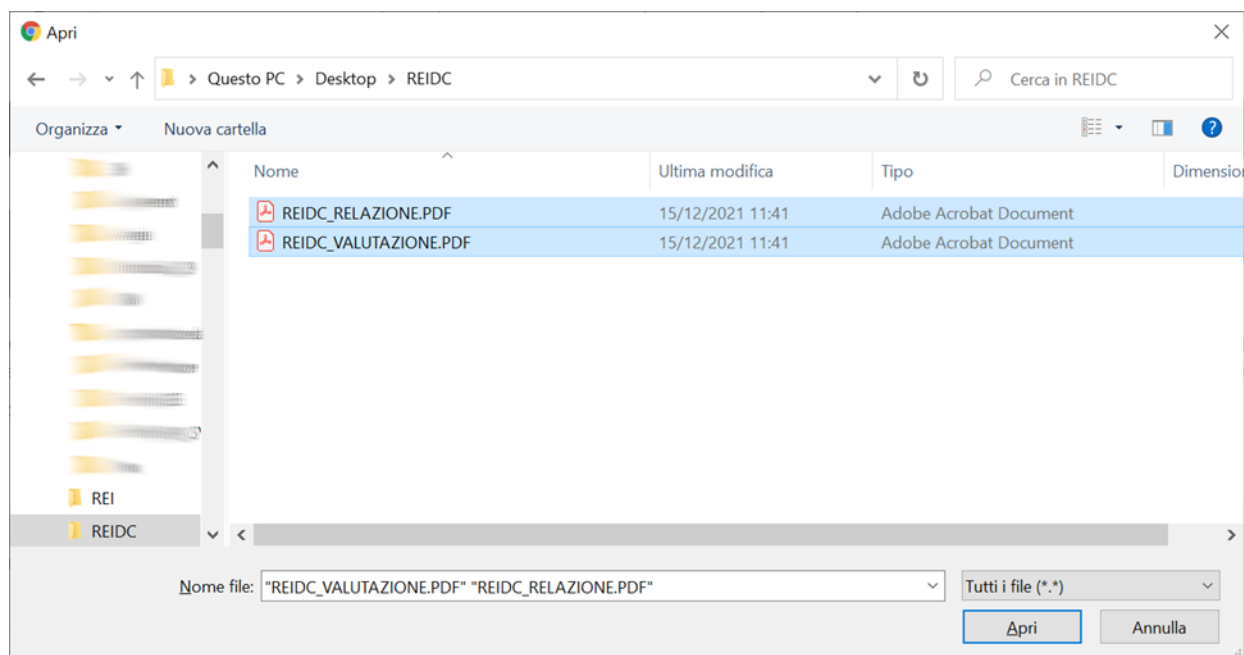 Apri
Questo PC > Desktop > REIDC
Cerca in REIDC
Organizza
Nuova cartella
Nome
Ultima modifica
Tipo
Dimensio
REIDC_RELAZIONE.PDF 15/12/2021 11:41 Adobe Acrobat Document
REIDC_VALUTAZIONE.PDF 15/12/2021 11:41 Adobe Acrobat Document
REI
REIDC
Nome file: "REIDC_VALUTAZIONE.PDF" "REIDC_RELAZIONE.PDF"
Tutti i file (*.*)
Apri
Annulla